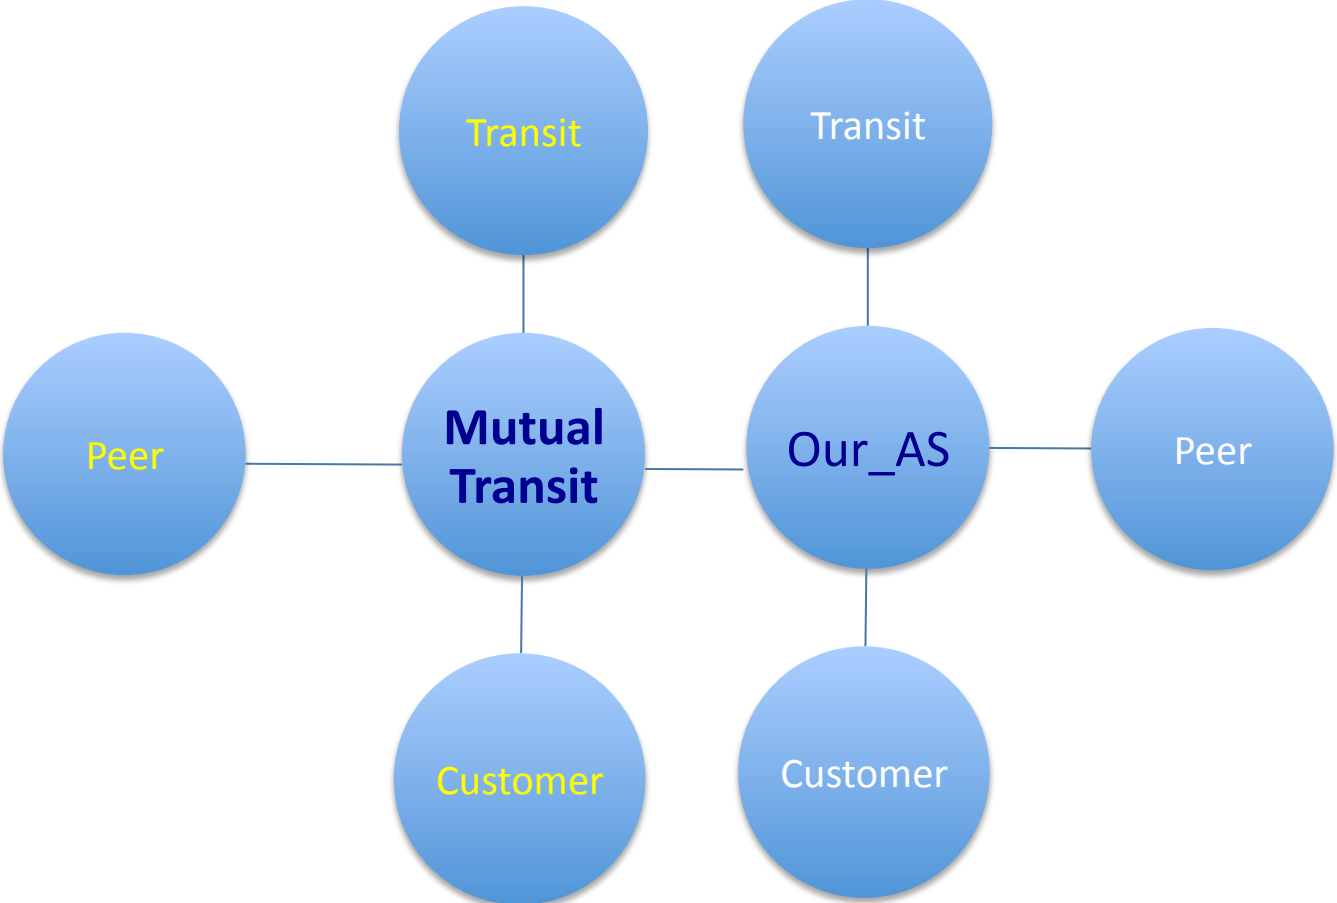 Transit
Transit
Peer
Mutual
Transit
Our_AS
Peer
Customer
Customer